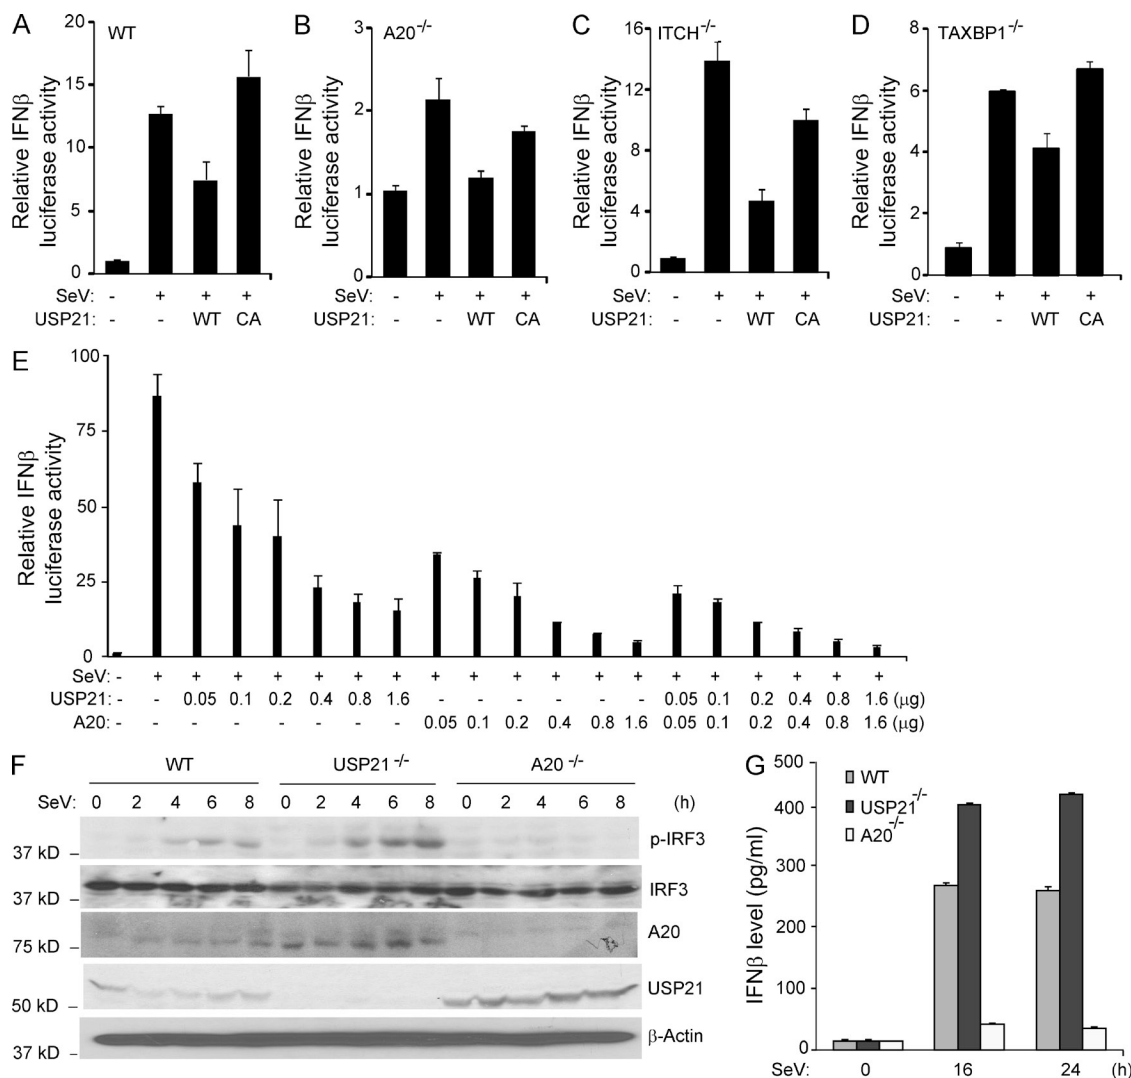 A
WT
Relative IFNβ
luciferase activity
20
15
10
5
0
SeV: - + + +
USP21: - - WT CA
B
A20-/-
Relative IFNβ
luciferase activity
3
2
1
0
SeV: - + + +
USP21: - - WT CA
C
ITCH-/-
Relative IFNβ
luciferase activity
16
12
8
4
0
SeV: - + + +
USP21: - - WT CA
D
TAXBP1-/-
Relative IFNβ
luciferase activity
8
6
4
2
0
SeV: - + + +
USP21: - - WT CA
E
Relative IFNβ
luciferase activity
100
75
50
25
0
SeV: - + + + + + + + + + + + + + + + + + + +
USP21: - - 0.05 0.1 0.2 0.4 0.8 1.6 - - - - - - 0.05 0.1 0.2 0.4 0.8 1.6 (μg)
A20: - - - - - - - - 0.05 0.1 0.2 0.4 0.8 1.6 0.05 0.1 0.2 0.4 0.8 1.6 (μg)
F
WT USP21 -/- A20 -/-
SeV: 0 2 4 6 8 0 2 4 6 8 0 2 4 6 8 (h)
p-IRF3
37 kD
IRF3
37 kD
A20
75 kD
USP21
50 kD
β-Actin
37 kD
G
WT
USP21-/-
A20-/-
IFNβ level (pg/ml)
500
400
300
200
100
0
SeV: 0 16 24 (h)